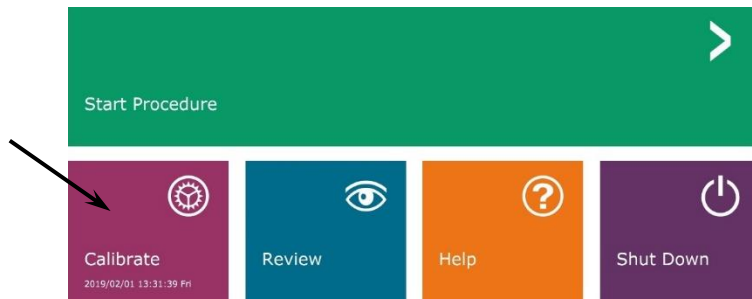 Start Procedure
Calibrate
2019/02/01 13:31:39 Fri
Review
Help
Shut Down